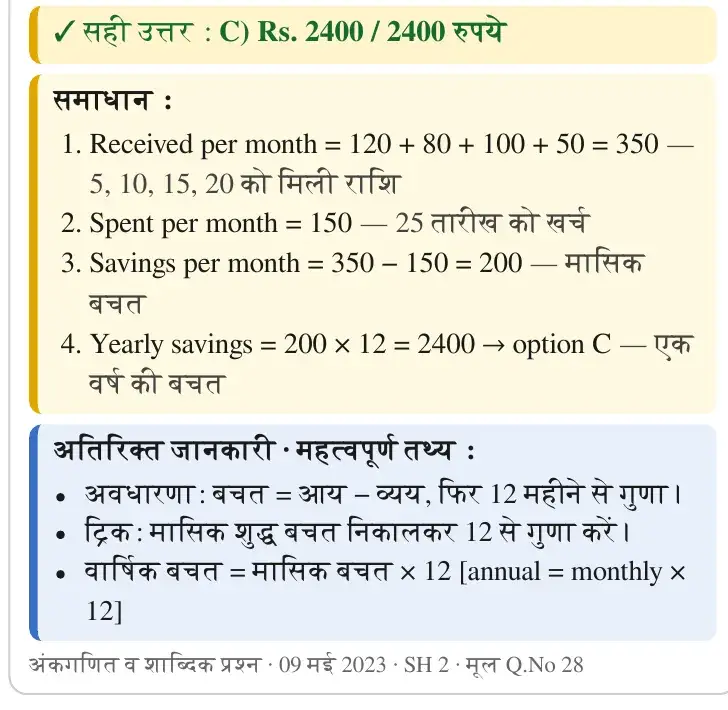 ✓ सही उत्तर : C) Rs. 2400 / 2400 रुपये
समाधान :
1. Received per month = 120 + 80 + 100 + 50 = 350 —
5, 10, 15, 20 को मिली राशि
2. Spent per month = 150 — 25 तारीख को खर्च
3. Savings per month = 350 − 150 = 200 — मासिक
बचत
4. Yearly savings = 200 × 12 = 2400 → option C — एक
वर्ष की बचत
अतिरिक्त जानकारी · महत्वपूर्ण तथ्य :
• अवधारणा : बचत = आय − व्यय, फिर 12 महीने से गुणा।
• ट्रिक : मासिक शुद्ध बचत निकालकर 12 से गुणा करें।
• वार्षिक बचत = मासिक बचत × 12 [annual = monthly ×
12]
अंकगणित व शाब्दिक प्रश्न · 09 मई 2023 · SH 2 · मूल Q.No 28